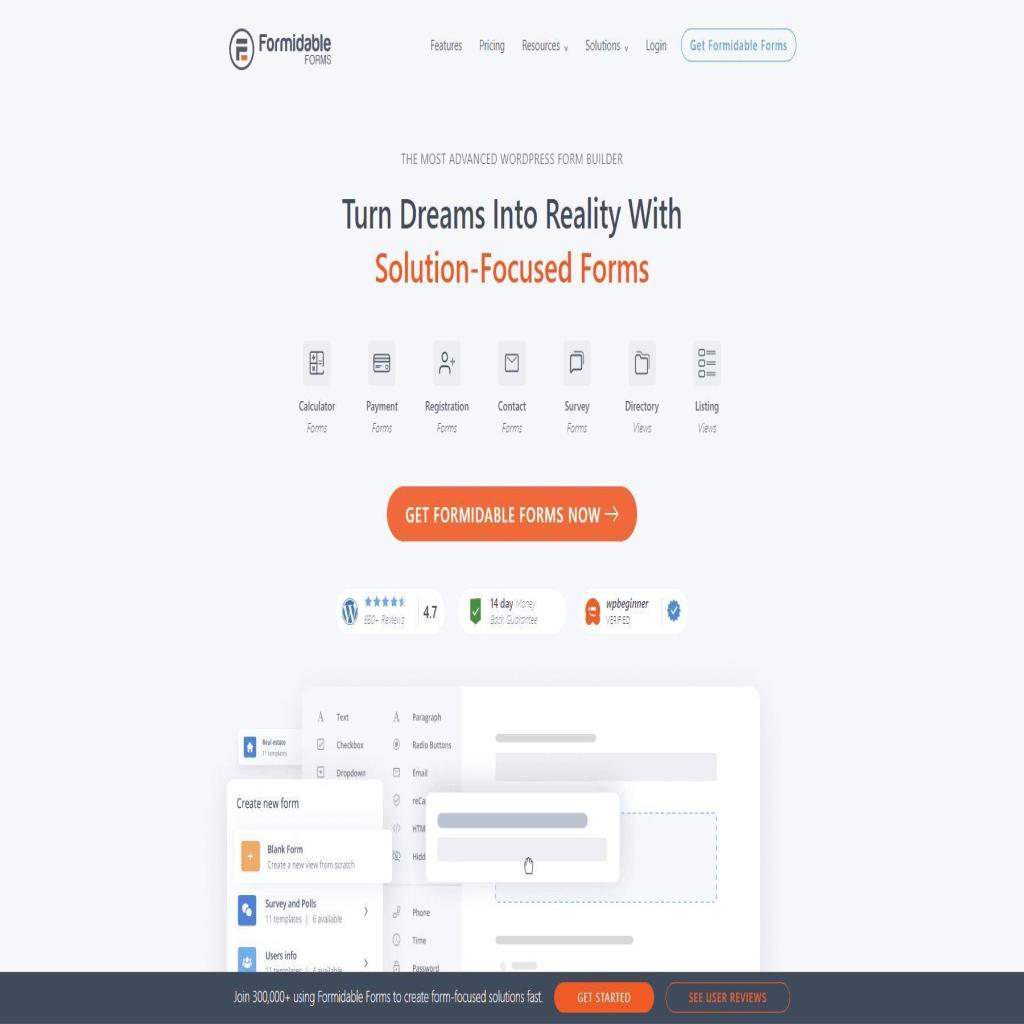 Formidable
FORMS
Features Pricing Resources Solutions Login Get Formidable Forms
THE MOST ADVANCED WORDPRESS FORM BUILDER
Turn Dreams Into Reality With
Solution-Focused Forms
Calculator Payment Registration Contact Survey Directory Listing
Forms Forms Forms Forms Forms Views Views
GET FORMIDABLE FORMS NOW →
850+ Reviews
4.7
14 day Money
Back Guarantee
wpbeginner
VERIFIED
Real estate
11 templates
Text
Checkbox
Dropdown
Paragraph
Radio Buttons
Email
reCa
HTM
Hidd
Phone
Time
Password
Create new form
Blank Form
Create a new view from scratch
Survey and Polls
11 templates | 6 available
Users info
11 templates | 4 available
Join 300,000+ using Formidable Forms to create form-focused solutions fast. GET STARTED SEE USER REVIEWS